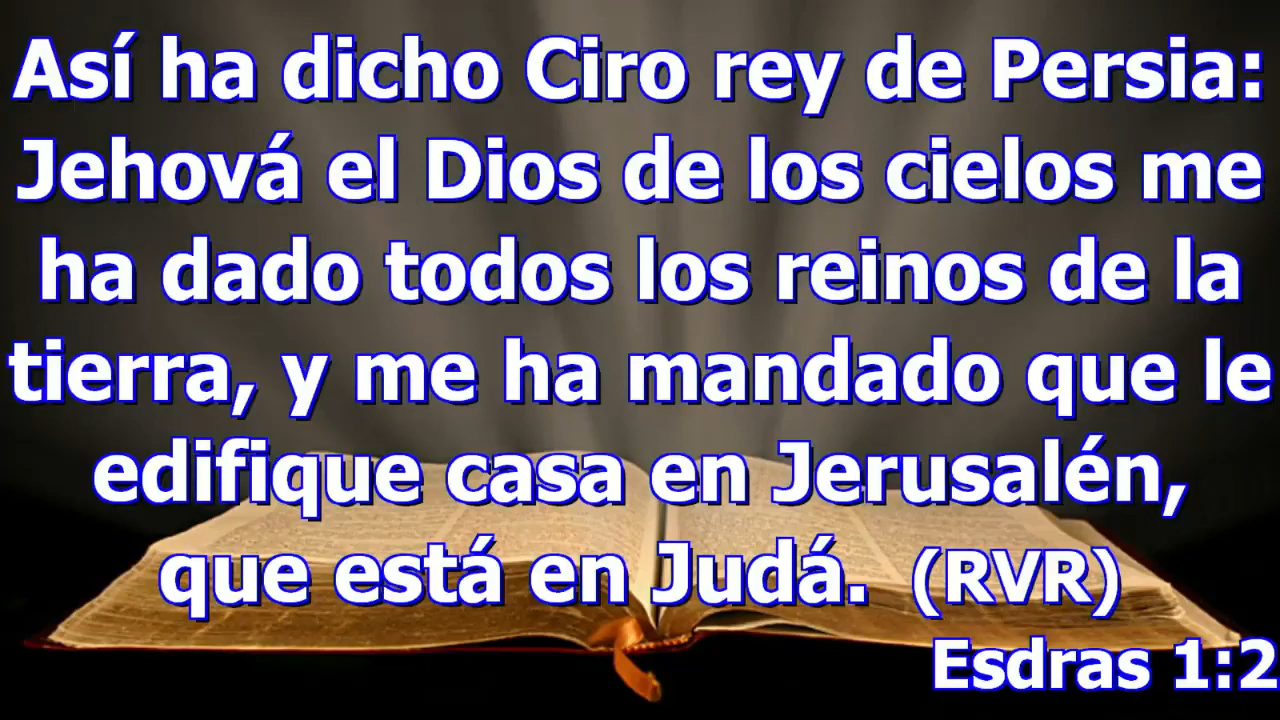 Así ha dicho Ciro rey de Persia:
Jehová el Dios de los cielos me
ha dado todos los reinos de la
tierra, y me ha mandado que le
edifique casa en Jerusalén,
que está en Judá. (RVR)
Esdras 1:2